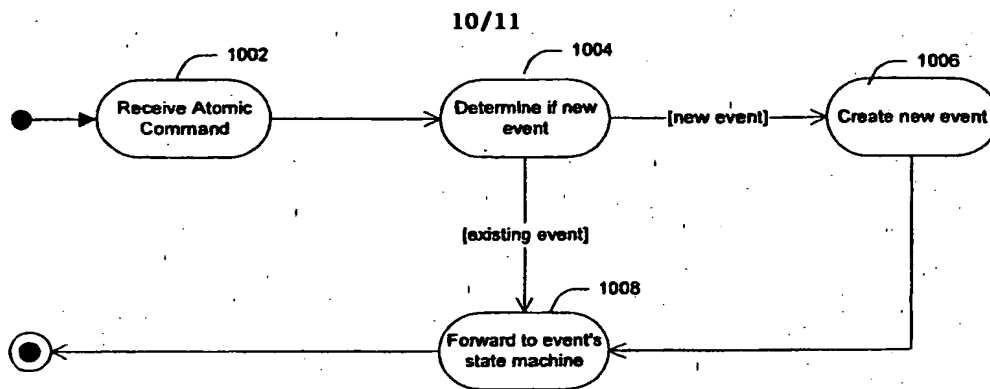 10/11
1002
1004
1006
Receive Atomic
Command
Determine if new
event
[new event]
Create new event
[existing event]
1008
Forward to event's
state machine